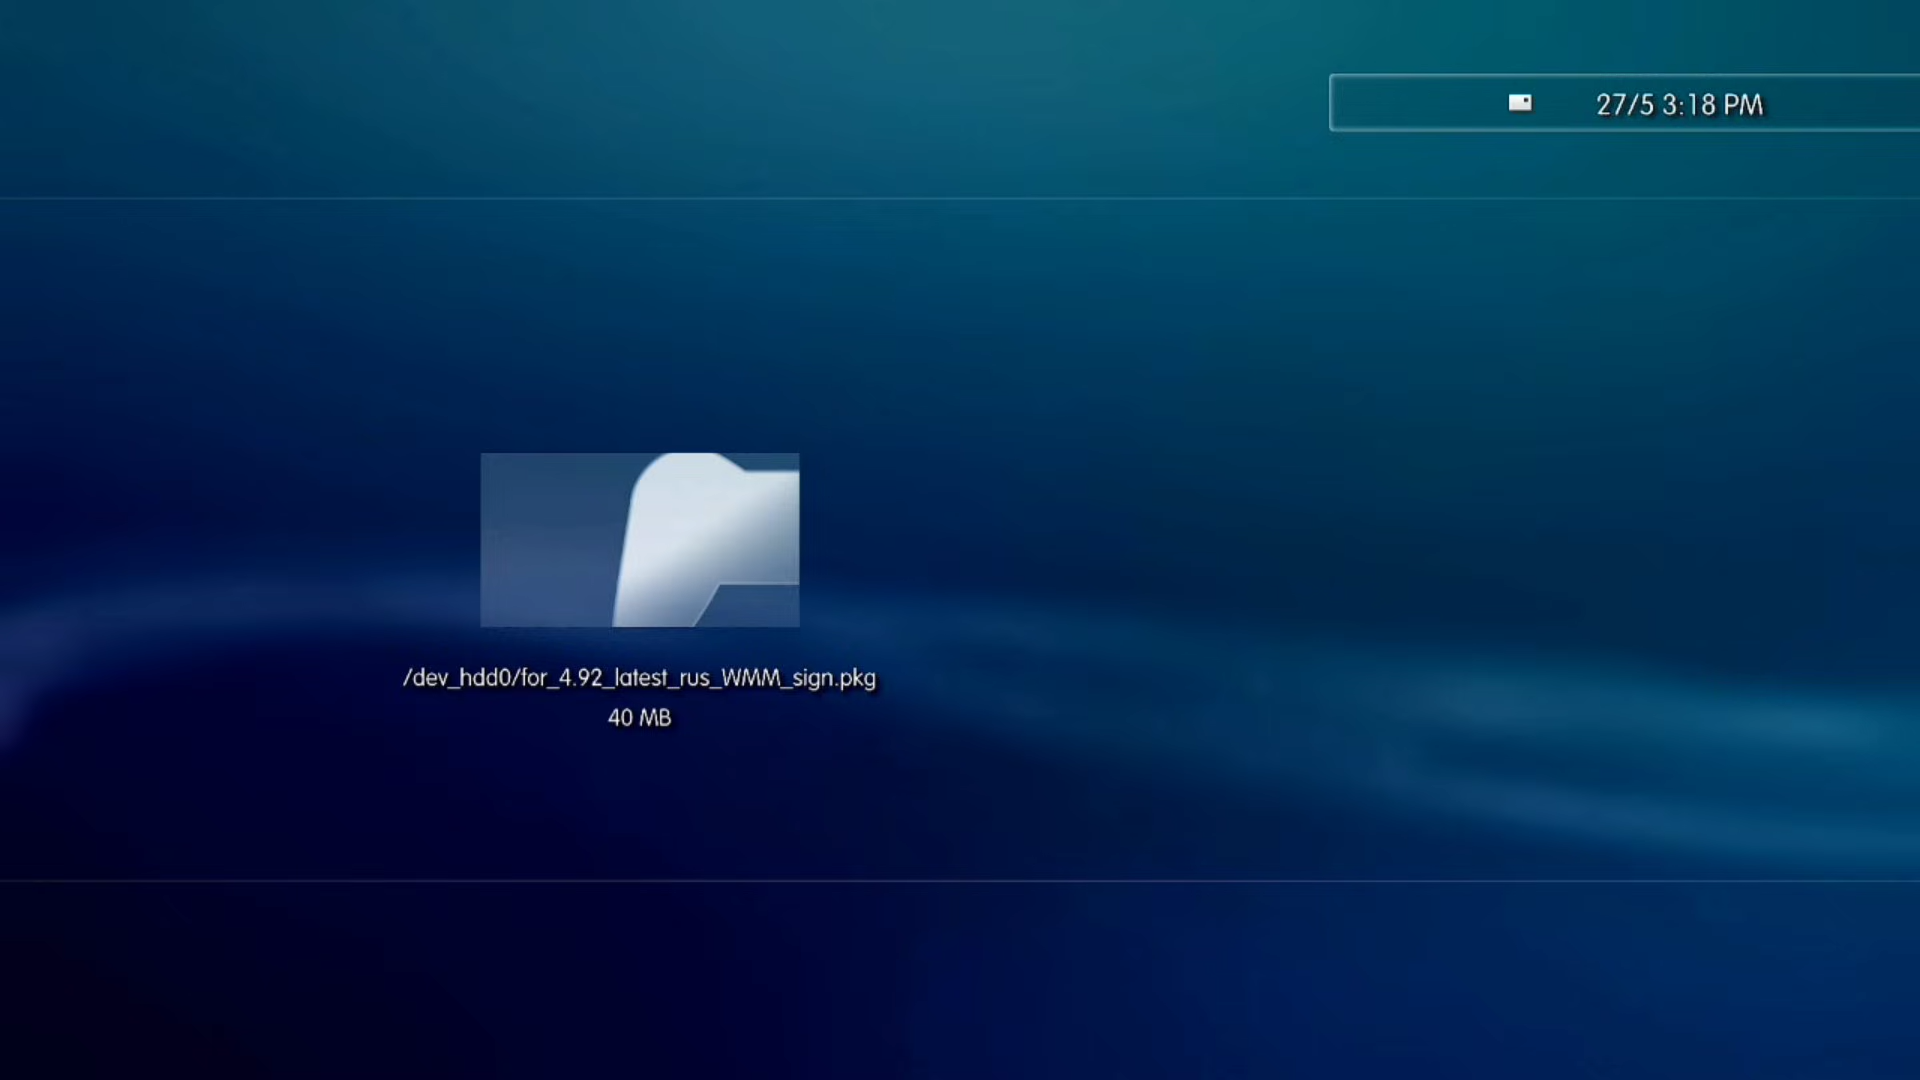 27/5 3:18 PM
/dev_hdd0/for_4.92_latest_rus_WMM_sign.pkg
40 MB